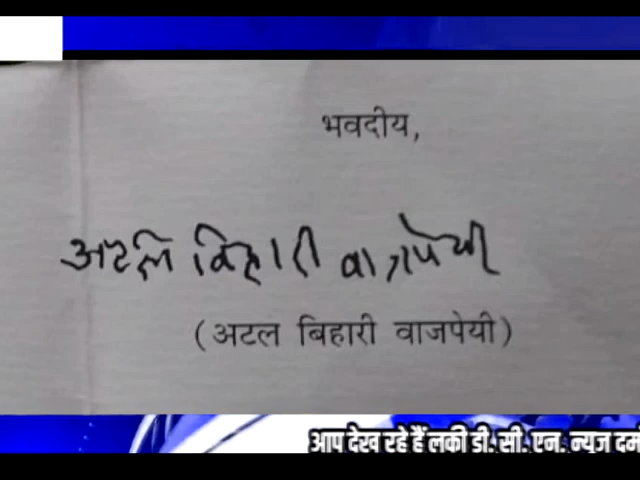 भवदीय,
अटल बिहारी वाजपेयी
(अटल बिहारी वाजपेयी)
आप देख रहे हैं लकी डी. सी. एन. न्यूज